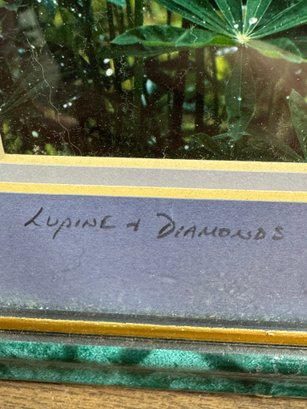 Lupine + Diamonds